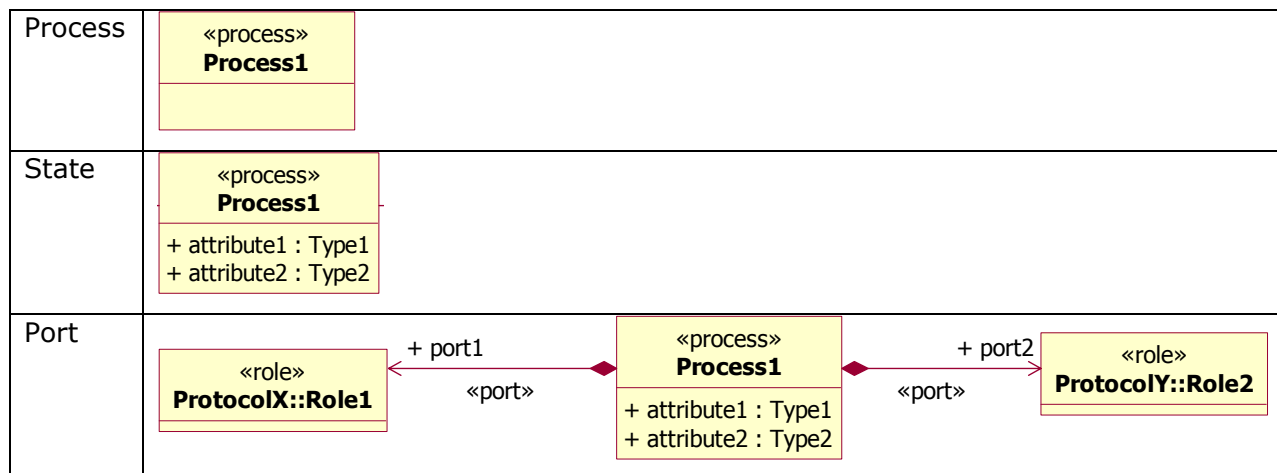 Process
«process»
Process1
State
«process»
Process1
+ attribute1 : Type1
+ attribute2 : Type2
Port
«role»
ProtocolX::Role1
+ port1
«port»
«process»
Process1
+ attribute1 : Type1
+ attribute2 : Type2
+ port2
«port»
«role»
ProtocolY::Role2